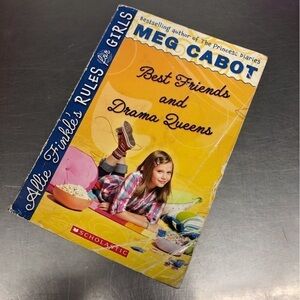 Bestselling author of The Princess Diaries
MEG CABOT
Allie Finkle's RULES for GIRLS
Best Friends
and
Drama Queens
SCHOLASTIC